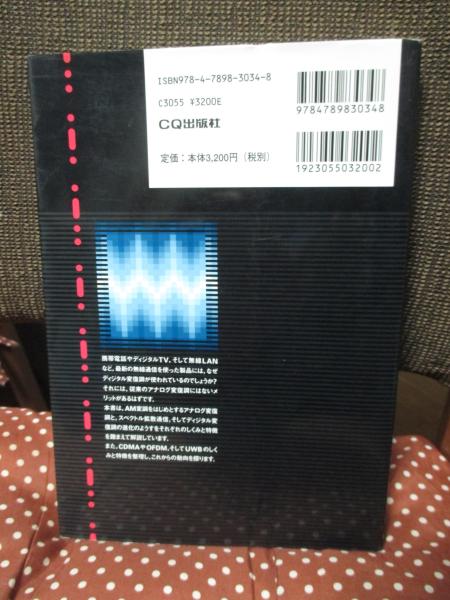 ISBN978-4-7898-3034-8
C3055 ¥3200E
CQ出版社
定価：本体3,200円（税別）
9784789830348
1923055032002
携帯電話やディジタルTV、そして無線LAN
など、最新の無線通信を使った製品には、なぜ
ディジタル変復調が使われているのでしょうか?
それには、従来のアナログ変復調にはないメ
リットがあるはずです。
本書は、AM変調をはじめとするアナログ変復
調と、スペクトル拡散通信、そしてディジタル変
復調の進化のようすをそれぞれのしくみと特徴
を踏まえて解説しています。
また、CDMAやOFDM、そしてUWBのしく
みと特徴を整理し、これからの動向を探ります。